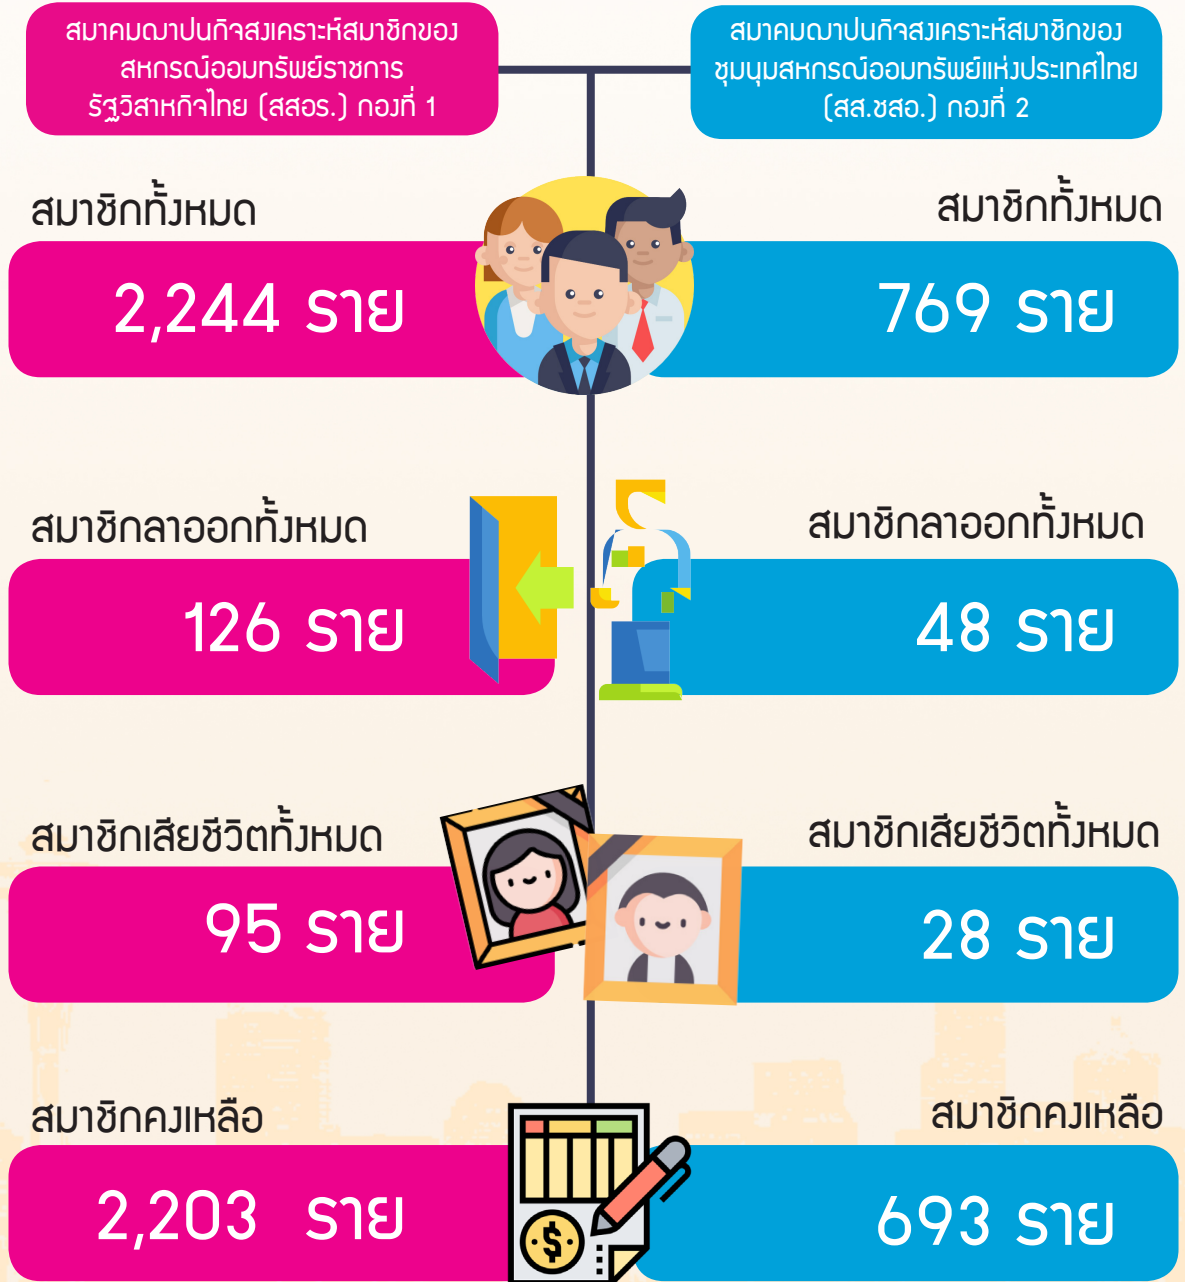 สมาคมฌาปนกิจสงเคราะห์สมาชิกของ
สหกรณ์ออมทรัพย์ราชการ
รัฐวิสาหกิจไทย (สสอร.) กองที่ 1
สมาคมฌาปนกิจสงเคราะห์สมาชิกของ
ชุมนุมสหกรณ์ออมทรัพย์แห่งประเทศไทย
(สส.ชสอ.) กองที่ 2
สมาชิกทั้งหมด
2,244 ราย
สมาชิกทั้งหมด
769 ราย
สมาชิกลาออกทั้งหมด
126 ราย
สมาชิกลาออกทั้งหมด
48 ราย
สมาชิกเสียชีวิตทั้งหมด
95 ราย
สมาชิกเสียชีวิตทั้งหมด
28 ราย
สมาชิกคงเหลือ
2,203 ราย
สมาชิกคงเหลือ
693 ราย